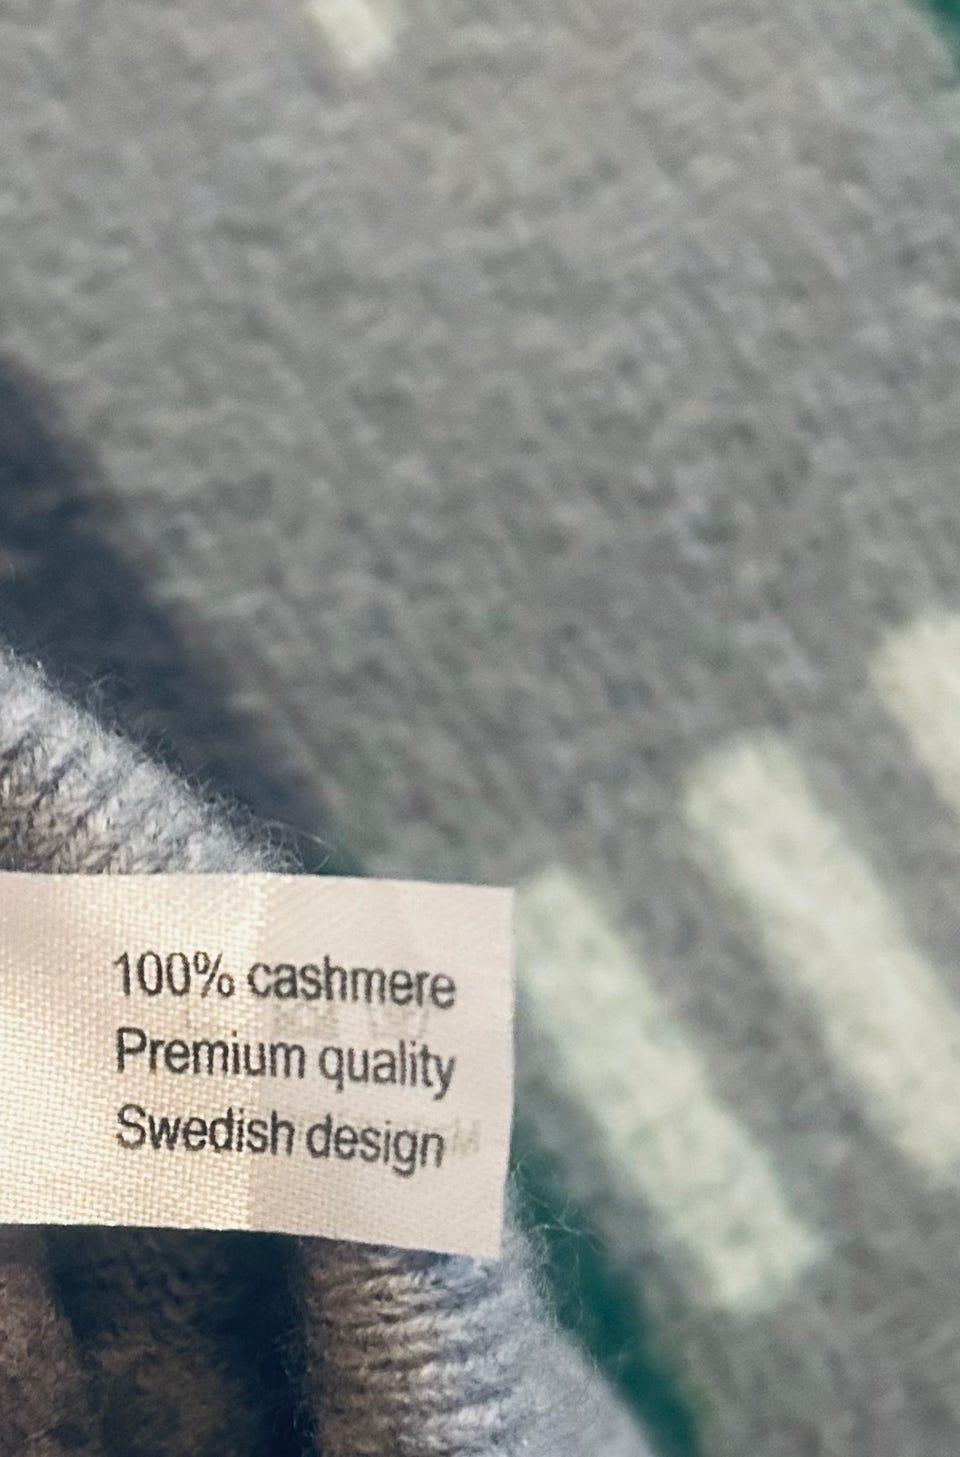 100% cashmere
Premium quality
Swedish design